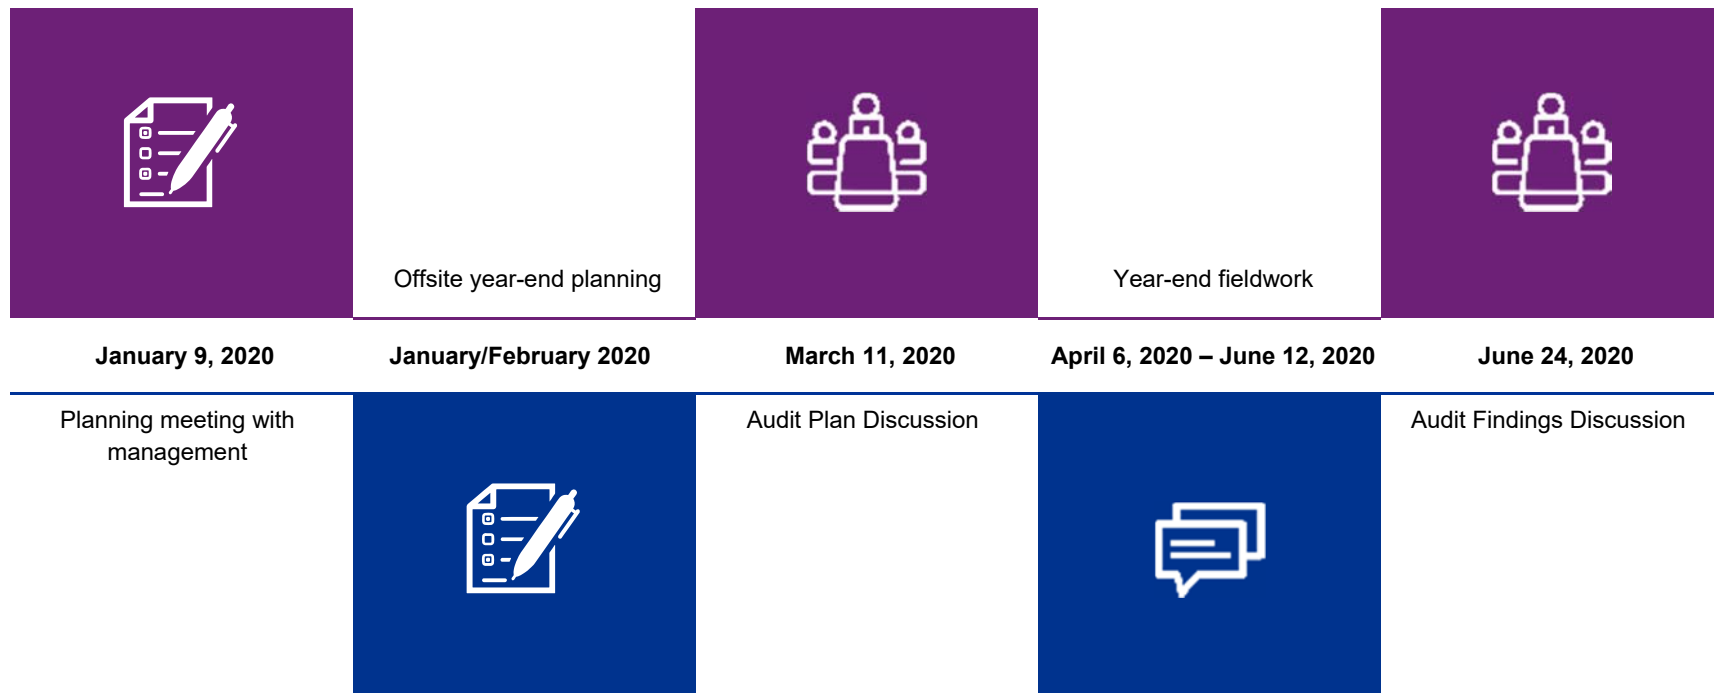 Offsite year-end planning
Year-end fieldwork
January 9, 2020
January/February 2020
March 11, 2020
April 6, 2020 – June 12, 2020
June 24, 2020
Planning meeting with
management
Audit Plan Discussion
Audit Findings Discussion